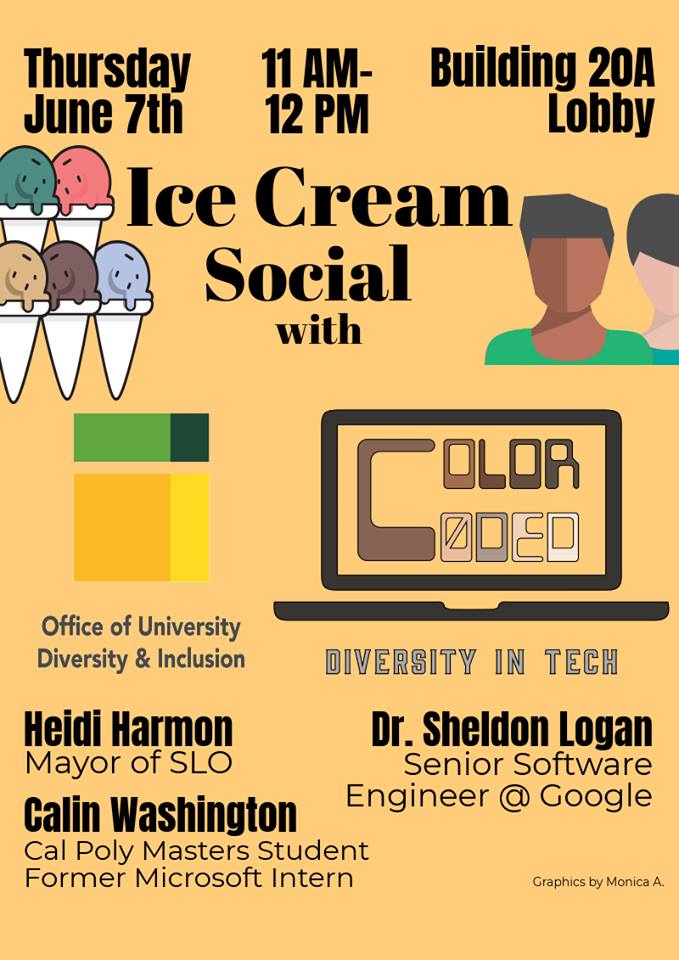 Thursday
June 7th
11 AM-
12 PM
Building 20A
Lobby
Ice Cream
Social
with
Office of University
Diversity & Inclusion
COLOR
CØDED
DIVERSITY IN TECH
Heidi Harmon
Mayor of SLO
Calin Washington
Cal Poly Masters Student
Former Microsoft Intern
Dr. Sheldon Logan
Senior Software
Engineer @ Google
Graphics by Monica A.